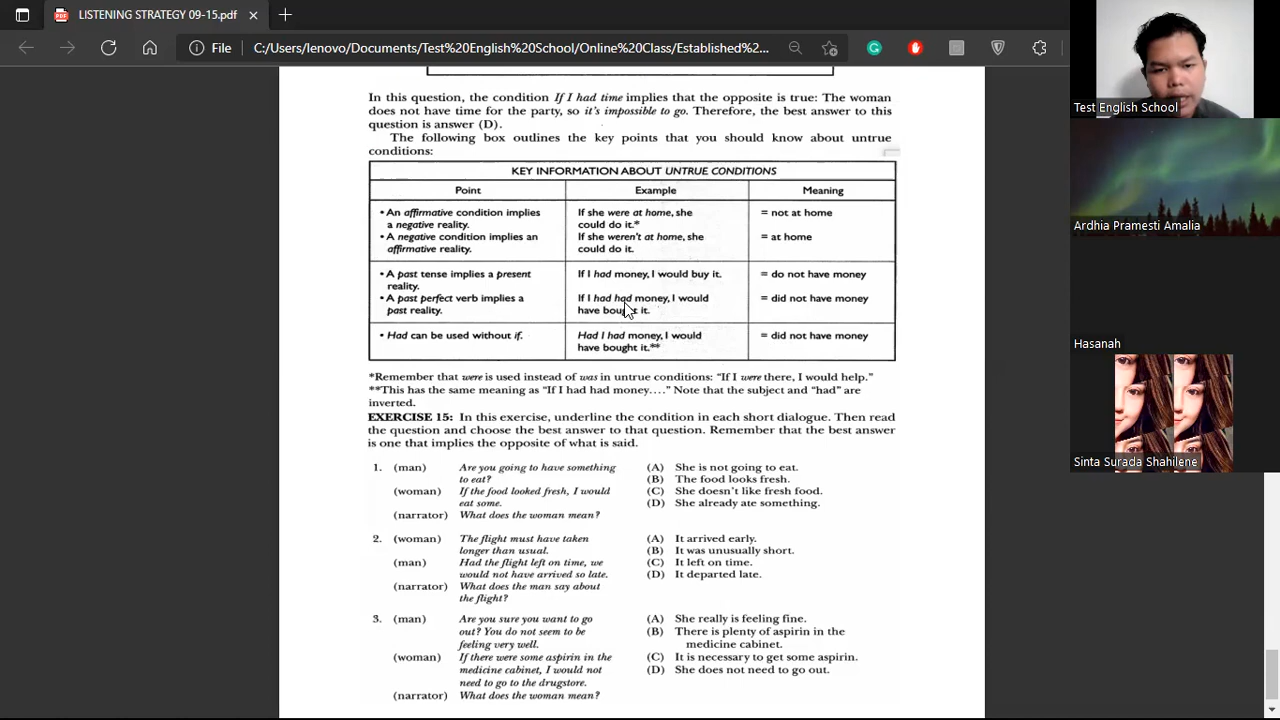 LISTENING STRATEGY 09-15.pdf
File
C:/Users/lenovo/Documents/Test%20English%20School/Online%20Class/Established%2...
Test English School
Ardhia Pramesti Amalia
Hasanah
Sinta Surada Shahilene
In this question, the condition If I had time implies that the opposite is true: The woman
does not have time for the party, so it's impossible to go. Therefore, the best answer to this
question is answer (D).
The following box outlines the key points that you should know about untrue
conditions:
KEY INFORMATION ABOUT UNTRUE CONDITIONS
Point Example Meaning
• An affirmative condition implies If she were at home, she = not at home
a negative reality. could do it.*
• A negative condition implies an If she weren't at home, she = at home
affirmative reality. could do it.
• A past tense implies a present If I had money, I would buy it. = do not have money
reality.
• A past perfect verb implies a If I had had money, I would = did not have money
past reality. have bought it.
• Had can be used without if. Had I had money, I would = did not have money
have bought it.**
*Remember that were is used instead of was in untrue conditions: "If I were there, I would help."
**This has the same meaning as "If I had had money...." Note that the subject and "had" are
inverted.
EXERCISE 15: In this exercise, underline the condition in each short dialogue. Then read
the question and choose the best answer to that question. Remember that the best answer
is one that implies the opposite of what is said.
1. (man) Are you going to have something (A) She is not going to eat.
to eat? (B) The food looks fresh.
(woman) If the food looked fresh, I would (C) She doesn't like fresh food.
eat some. (D) She already ate something.
(narrator) What does the woman mean?
2. (woman) The flight must have taken (A) It arrived early.
longer than usual. (B) It was unusually short.
(man) Had the flight left on time, we (C) It left on time.
would not have arrived so late. (D) It departed late.
(narrator) What does the man say about
the flight?
3. (man) Are you sure you want to go (A) She really is feeling fine.
out? You do not seem to be (B) There is plenty of aspirin in the
feeling very well. medicine cabinet.
(woman) If there were some aspirin in the (C) It is necessary to get some aspirin.
medicine cabinet, I would not (D) She does not need to go out.
need to go to the drugstore.
(narrator) What does the woman mean?